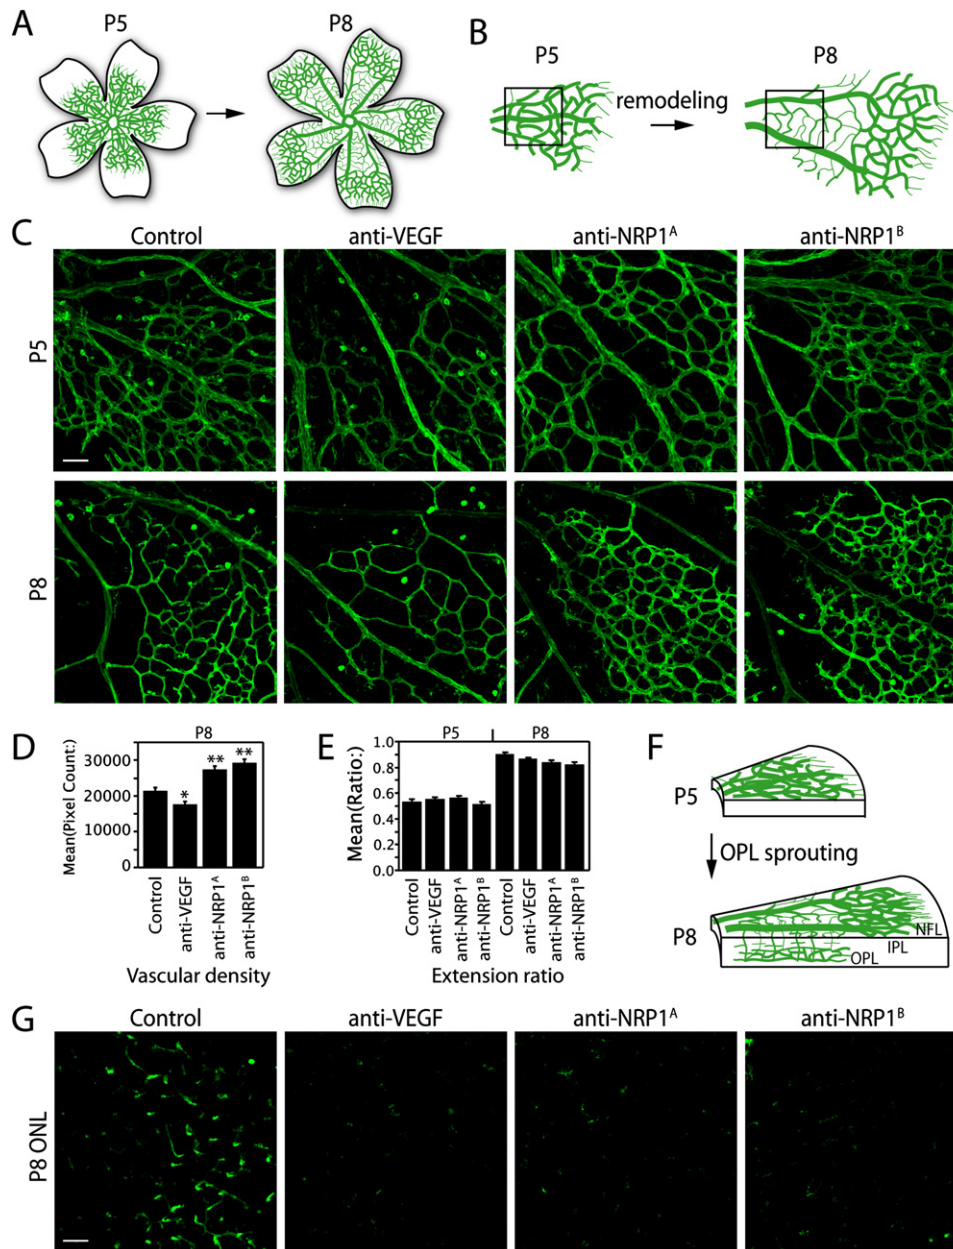 A
P5
P8
B
P5
P8
remodeling
C
Control
anti-VEGF
anti-NRP1ᴬ
anti-NRP1ᴮ
P5
P8
D
P8
Mean(Pixel Count:)
30000
20000
10000
0
*
**
**
Control
anti-VEGF
anti-NRP1ᴬ
anti-NRP1ᴮ
Vascular density
E
P5
P8
Mean(Ratio:)
1.0
0.8
0.6
0.4
0.2
0.0
Control
anti-VEGF
anti-NRP1ᴬ
anti-NRP1ᴮ
Control
anti-VEGF
anti-NRP1ᴬ
anti-NRP1ᴮ
Extension ratio
F
P5
OPL sprouting
P8
NFL
IPL
OPL
G
Control
anti-VEGF
anti-NRP1ᴬ
anti-NRP1ᴮ
P8 ONL